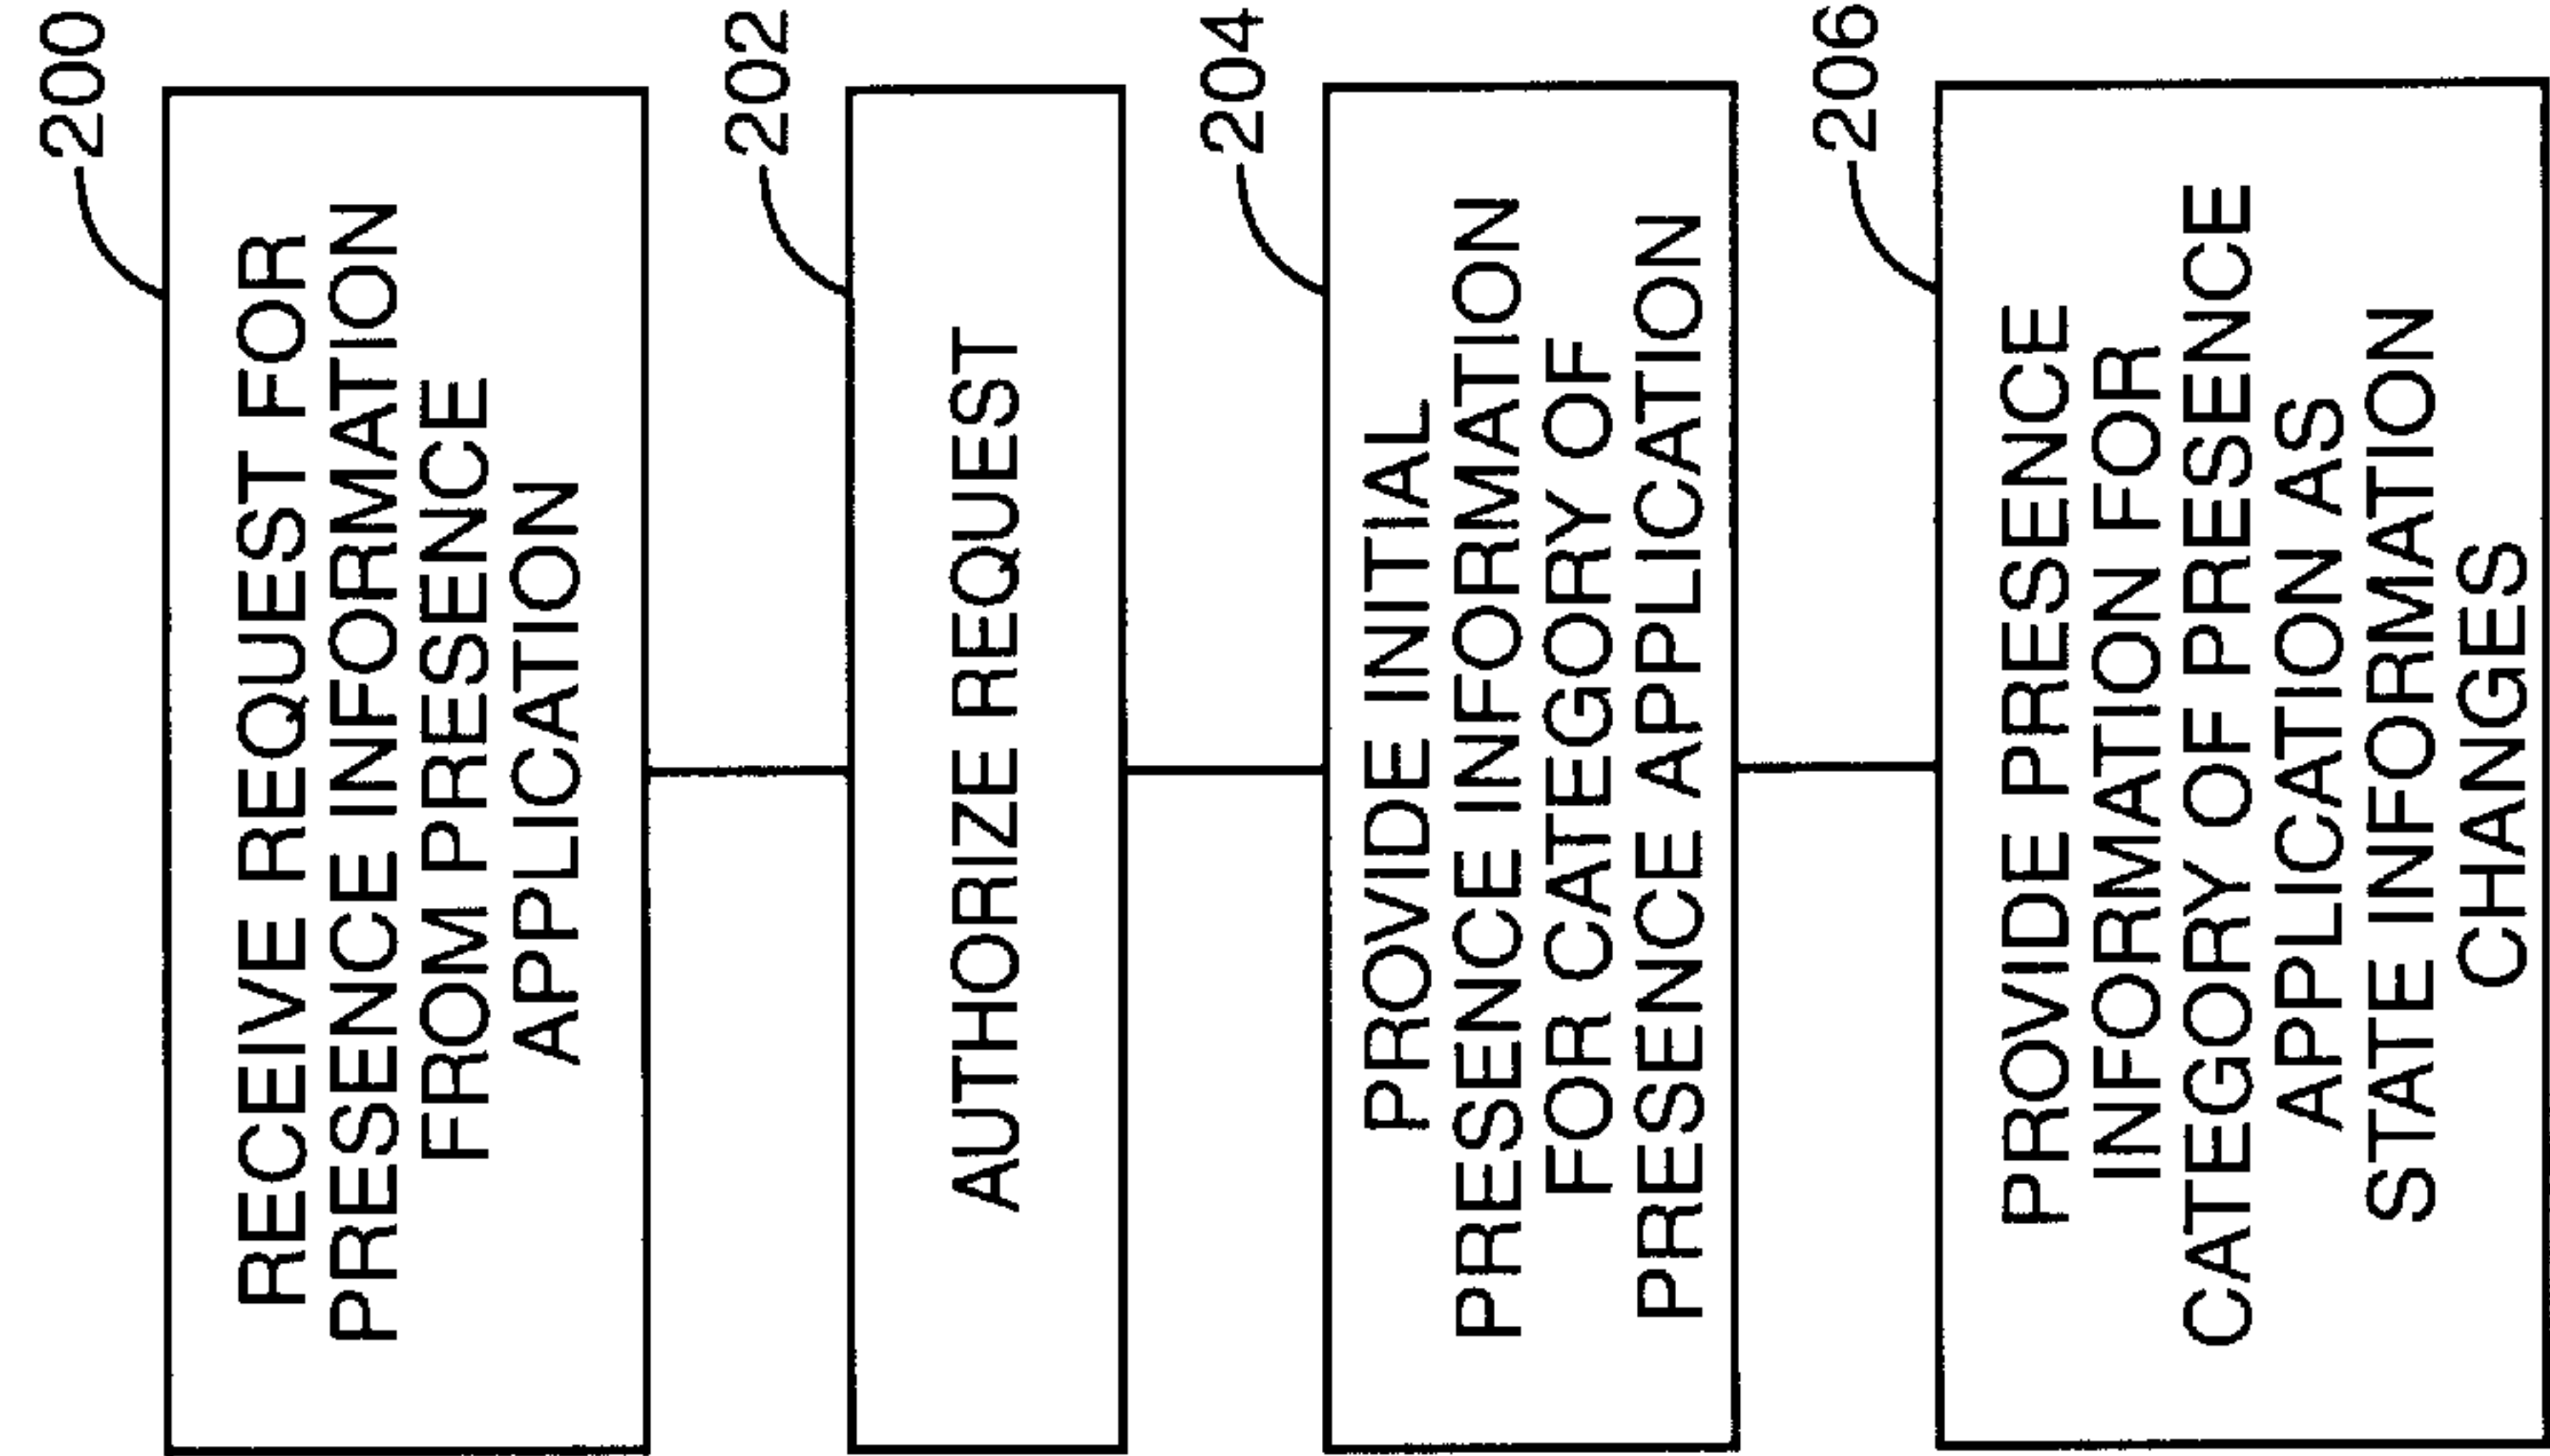 200
RECEIVE REQUEST FOR
PRESENCE INFORMATION
FROM PRESENCE
APPLICATION
202
AUTHORIZE REQUEST
204
PROVIDE INITIAL
PRESENCE INFORMATION
FOR CATEGORY OF
PRESENCE APPLICATION
206
PROVIDE PRESENCE
INFORMATION FOR
CATEGORY OF PRESENCE
APPLICATION AS
STATE INFORMATION
CHANGES